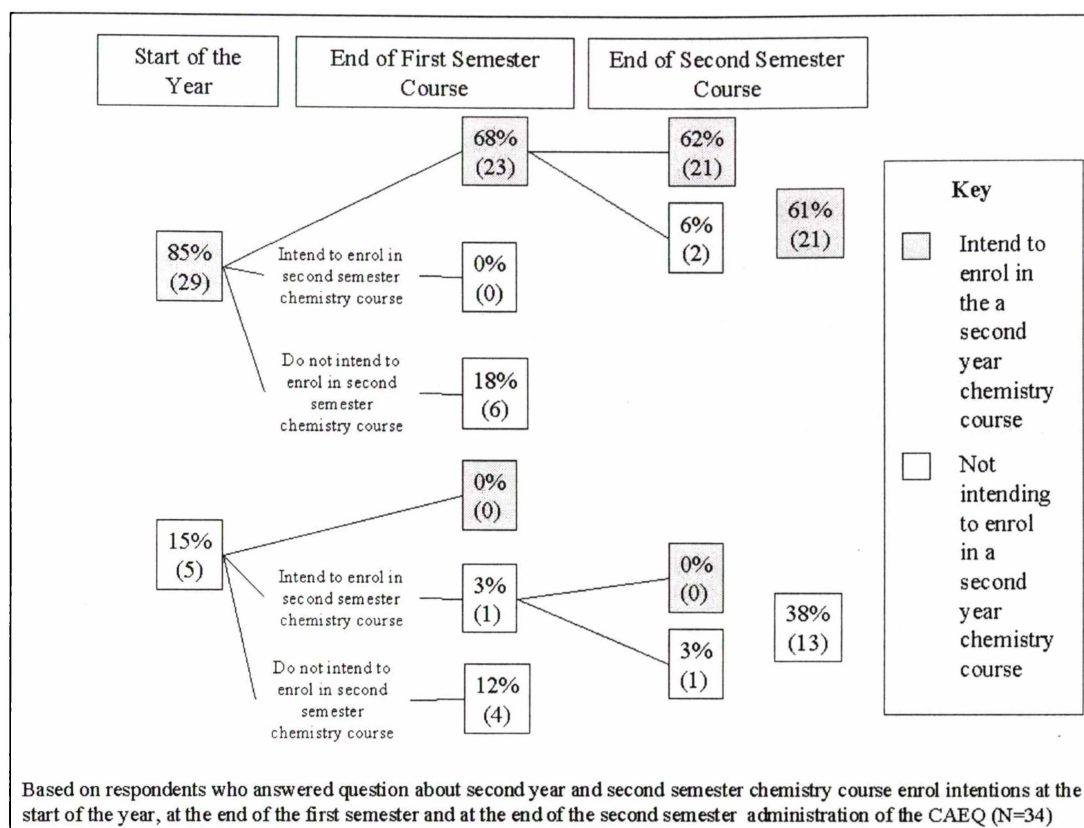 Start of the
Year
End of First Semester
Course
End of Second Semester
Course
68%
(23)
62%
(21)
6%
(2)
61%
(21)
85%
(29)
Intend to enrol in
second semester
chemistry course
0%
(0)
Do not intend to
enrol in second
semester
chemistry course
18%
(6)
0%
(0)
15%
(5)
Intend to enrol in
second semester
chemistry course
3%
(1)
0%
(0)
3%
(1)
38%
(13)
Do not intend to
enrol in second
semester
chemistry course
12%
(4)
Key
Intend to
enrol in
the a
second
year
chemistry
course
Not
intending
to enrol
in a
second
year
chemistry
course
Based on respondents who answered question about second year and second semester chemistry course enrol intentions at the
start of the year, at the end of the first semester and at the end of the second semester administration of the CAEQ (N=34)